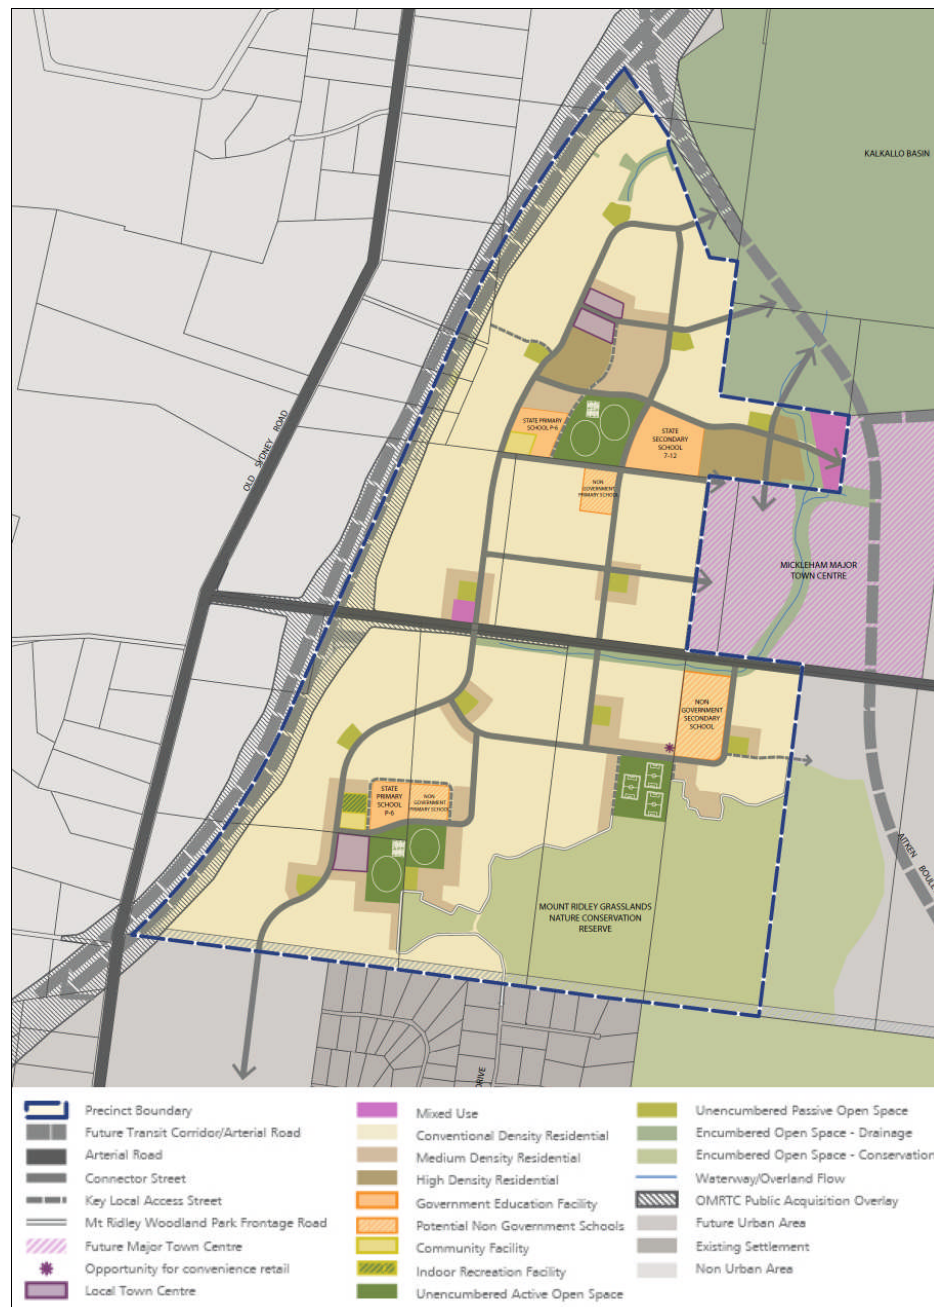 KALKALLO BASIN
OLD SYDNEY ROAD
STATE PRIMARY
SCHOOL P-6
STATE
SECONDARY
SCHOOL
7-12
NON
GOVERNMENT
PRIMARY SCHOOL
MICKLEHAM MAJOR
TOWN CENTRE
NON
GOVERNMENT
SECONDARY
SCHOOL
STATE
PRIMARY
SCHOOL
P-6
NON
GOVERNMENT
PRIMARY SCHOOL
AITKEN BOULE
MOUNT RIDLEY GRASSLANDS
NATURE CONSERVATION
RESERVE
DRIVE
Precinct Boundary
Future Transit Corridor/Arterial Road
Arterial Road
Connector Street
Key Local Access Street
Mt Ridley Woodland Park Frontage Road
Future Major Town Centre
Opportunity for convenience retail
Local Town Centre
Mixed Use
Conventional Density Residential
Medium Density Residential
High Density Residential
Government Education Facility
Potential Non Government Schools
Community Facility
Indoor Recreation Facility
Unencumbered Active Open Space
Unencumbered Passive Open Space
Encumbered Open Space - Drainage
Encumbered Open Space - Conservation
Waterway/Overland Flow
OMRTC Public Acquisition Overlay
Future Urban Area
Existing Settlement
Non Urban Area